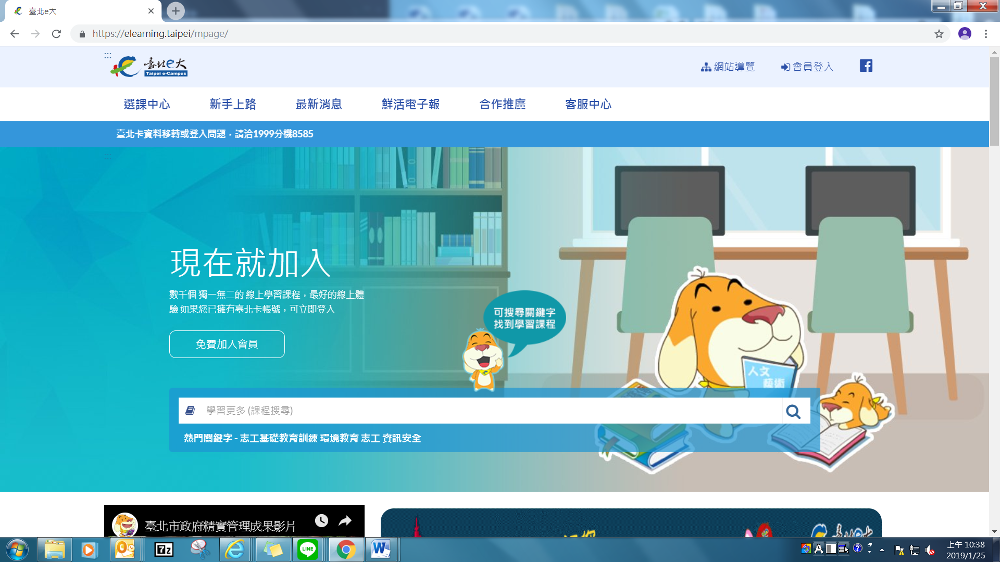 臺北e大
https://elearning.taipei/mpage/
臺北e大
Taipei e-Campus
網站導覽
會員登入
選課中心
新手上路
最新消息
鮮活電子報
合作推廣
客服中心
臺北卡資料移轉或登入問題，請洽1999分機8585
現在就加入
數千個 獨一無二的 線上學習課程，最好的線上體
驗 如果您已擁有臺北卡帳號，可立即登入
免費加入會員
可搜尋關鍵字
找到學習課程
人文
藝術
學習更多 (課程搜尋)
熱門關鍵字 - 志工基礎教育訓練 環境教育 志工 資訊安全
臺北市政府精實管理成果影片
7z
LINE
A
上午 10:38
2019/1/25